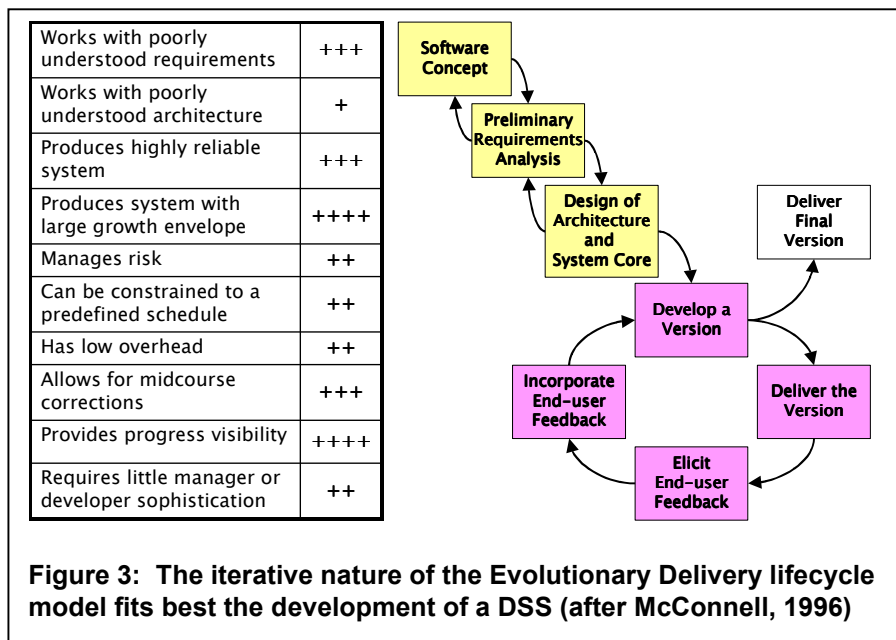 Works with poorly
understood requirements
+++
Works with poorly
understood architecture
+
Produces highly reliable
system
+++
Produces system with
large growth envelope
++++
Manages risk
++
Can be constrained to a
predefined schedule
++
Has low overhead
++
Allows for midcourse
corrections
+++
Provides progress visibility
++++
Requires little manager or
developer sophistication
++
Software
Concept
Preliminary
Requirements
Analysis
Design of
Architecture
and
System Core
Deliver
Final
Version
Develop a
Version
Incorporate
End-user
Feedback
Deliver the
Version
Elicit
End-user
Feedback
Figure 3: The iterative nature of the Evolutionary Delivery lifecycle
model fits best the development of a DSS (after McConnell, 1996)